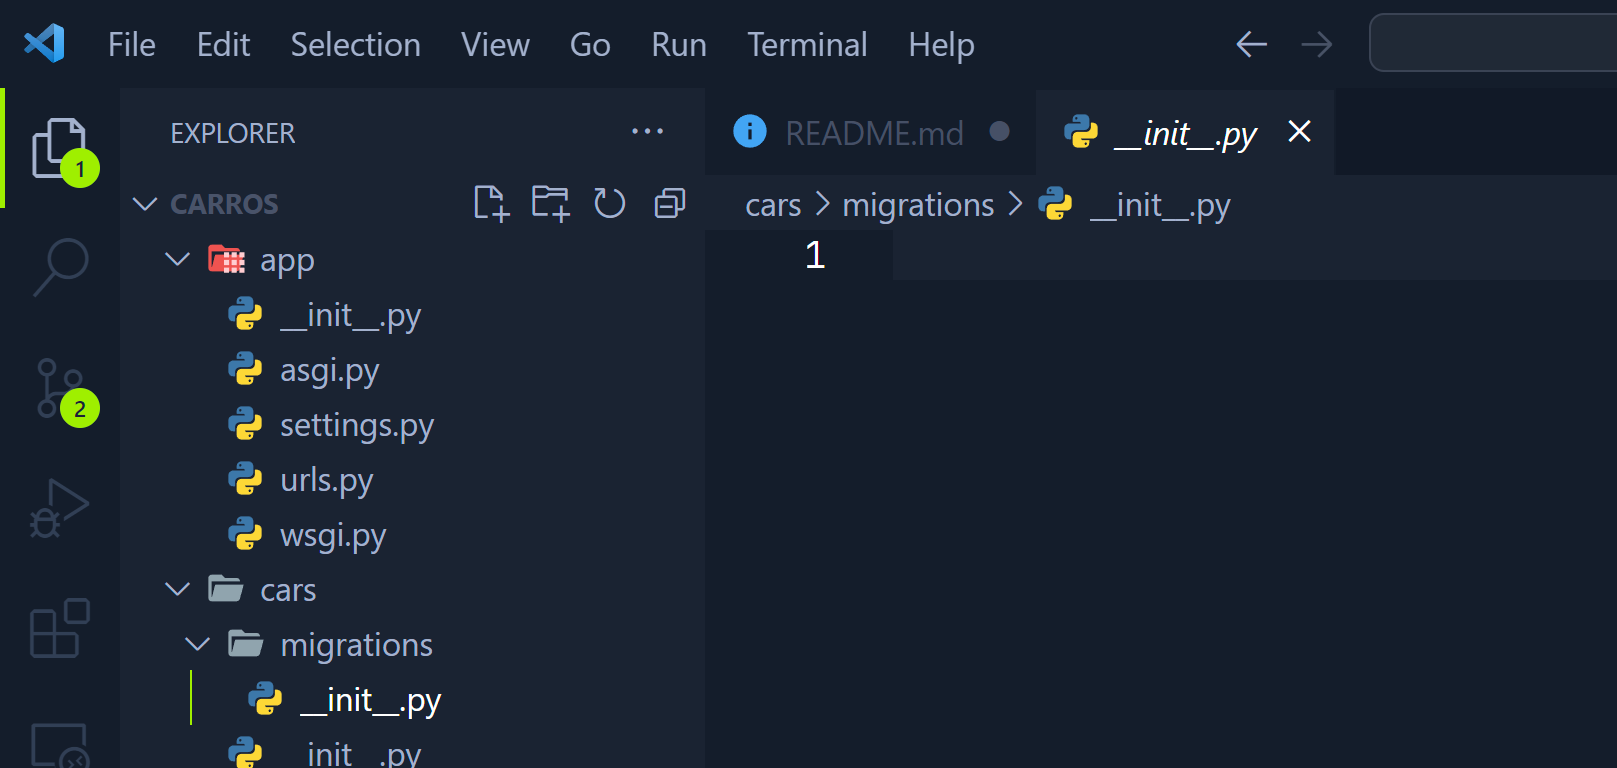 File Edit Selection View Go Run Terminal Help
EXPLORER
1
2
CARROS
app
__init__.py
asgi.py
settings.py
urls.py
wsgi.py
cars
migrations
__init__.py
__init__.py
README.md
__init__.py
cars > migrations > __init__.py
1